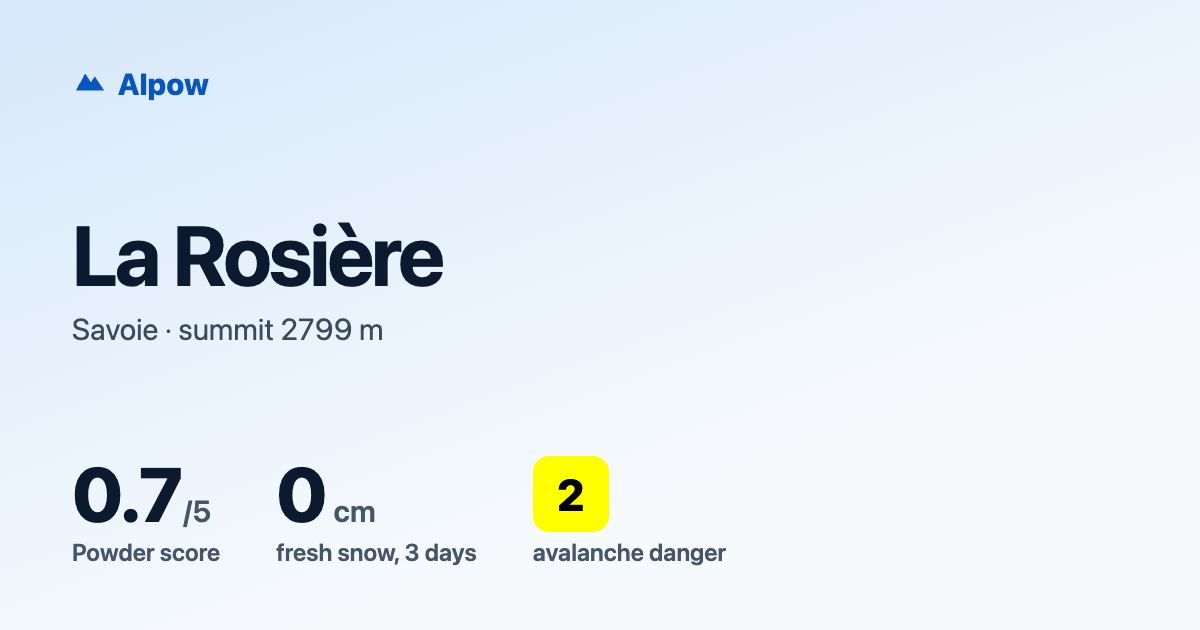 Alpow
La Rosière
Savoie · summit 2799 m
0.7/5
Powder score
0 cm
fresh snow, 3 days
2
avalanche danger